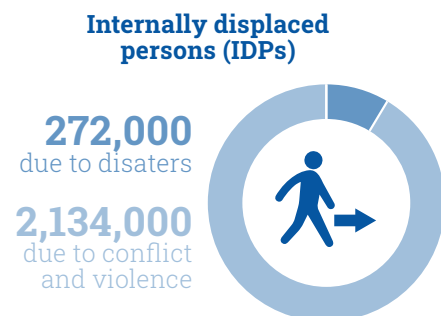 Internally displaced
persons (IDPs)
272,000
due to disaters
2,134,000
due to conflict
and violence